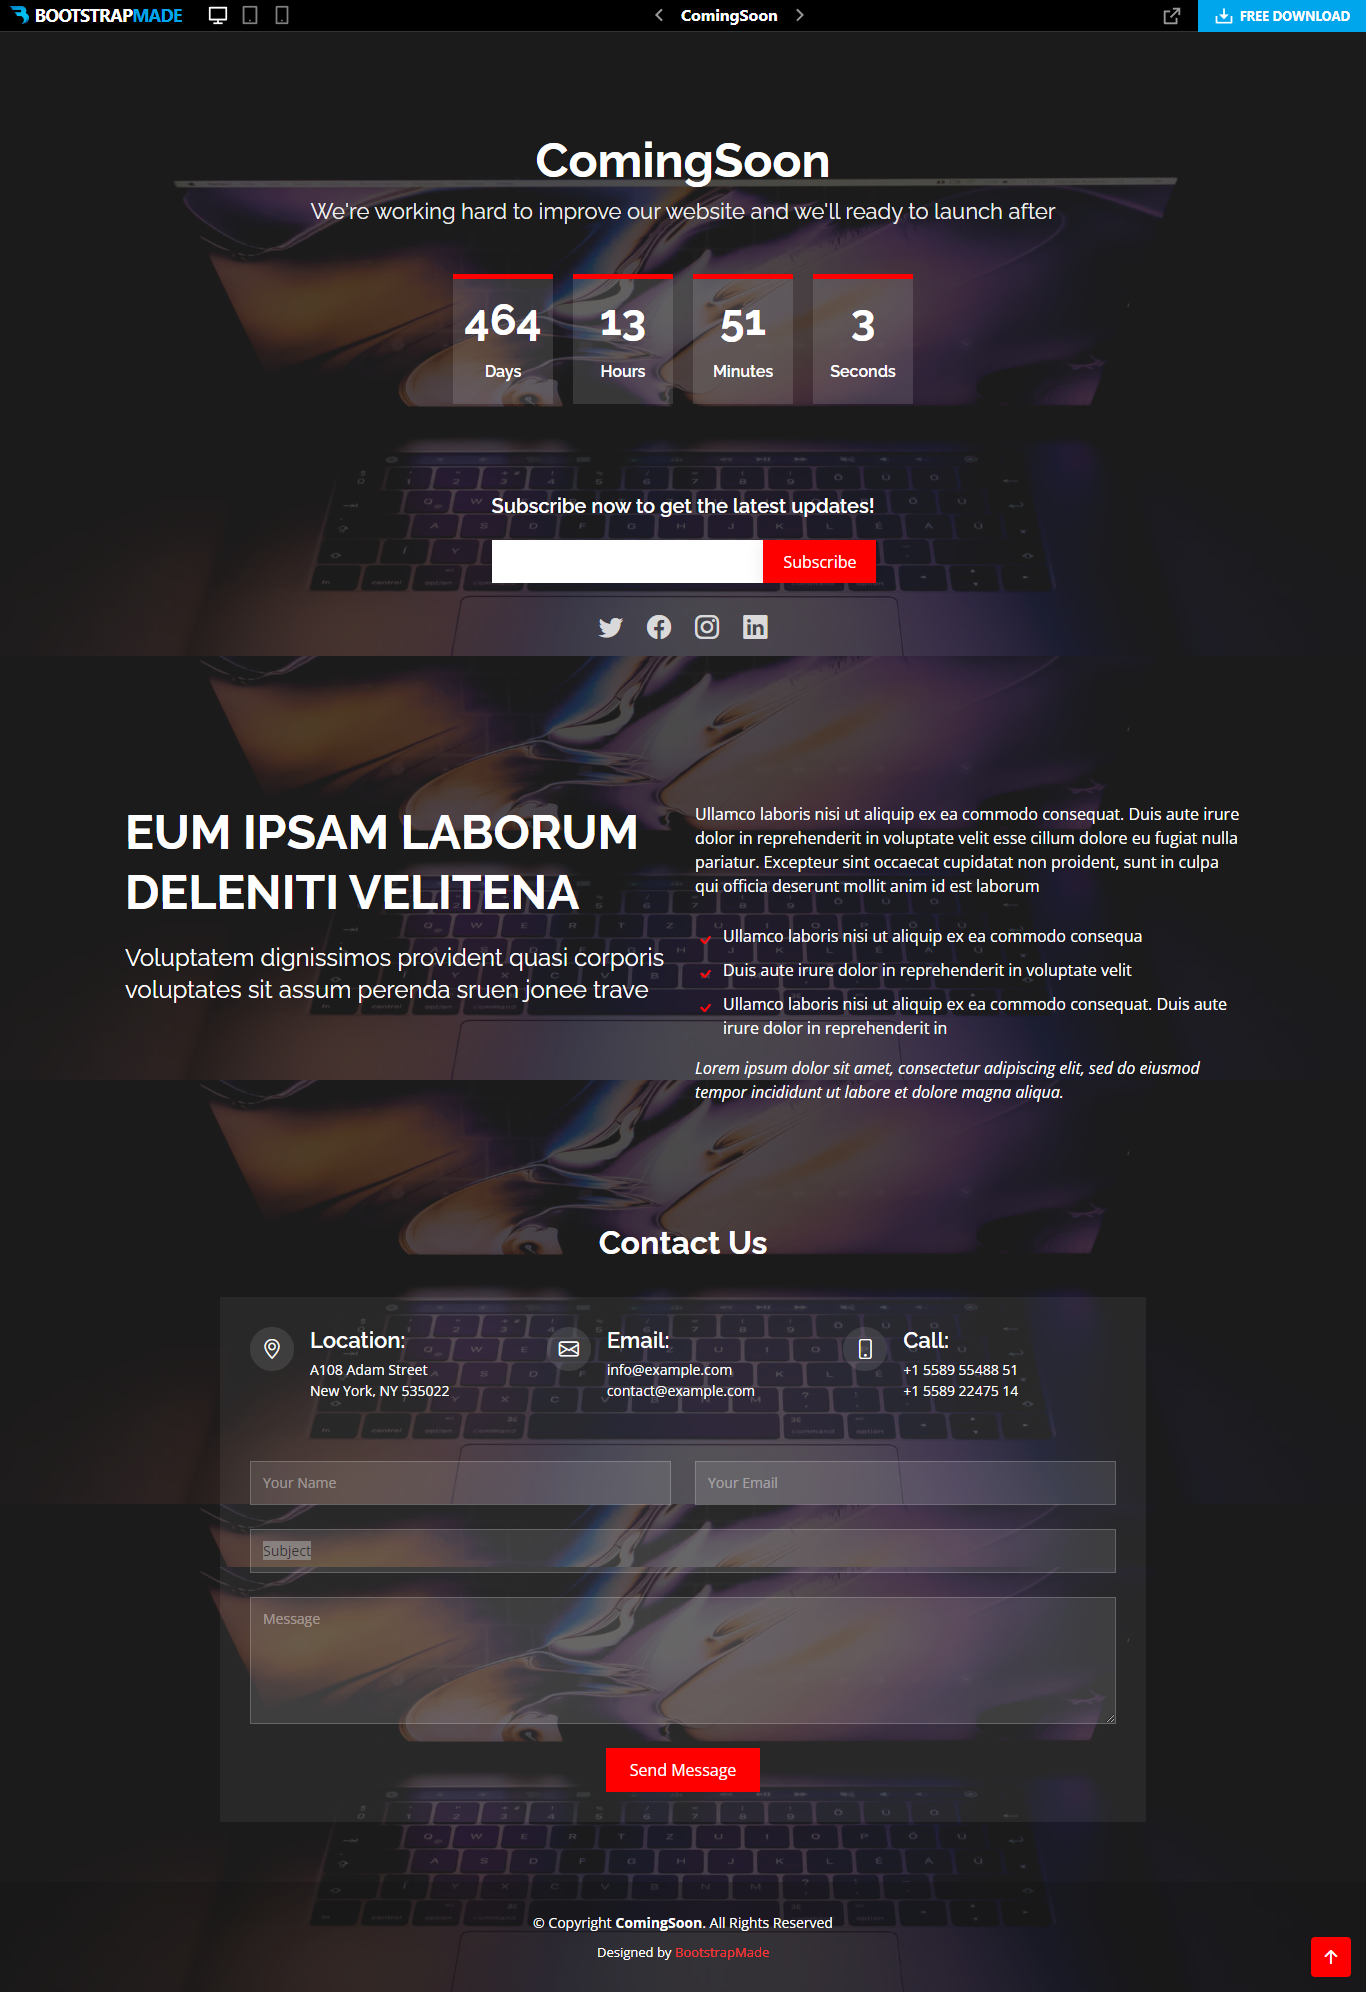 BOOTSTRAPMADE
ComingSoon
FREE DOWNLOAD
ComingSoon
We're working hard to improve our website and we'll ready to launch after
464 13 51 3
Days Hours Minutes Seconds
Subscribe now to get the latest updates!
Subscribe
EUM IPSAM LABORUM
DELENITI VELITENA
Voluptatem dignissimos provident quasi corporis
voluptates sit assum perenda sruen jonee trave
Ullamco laboris nisi ut aliquip ex ea commodo consequat. Duis aute irure
dolor in reprehenderit in voluptate velit esse cillum dolore eu fugiat nulla
pariatur. Excepteur sint occaecat cupidatat non proident, sunt in culpa
qui officia deserunt mollit anim id est laborum
Ullamco laboris nisi ut aliquip ex ea commodo consequa
Duis aute irure dolor in reprehenderit in voluptate velit
Ullamco laboris nisi ut aliquip ex ea commodo consequat. Duis aute
irure dolor in reprehenderit in
Lorem ipsum dolor sit amet, consectetur adipiscing elit, sed do eiusmod
tempor incididunt ut labore et dolore magna aliqua.
Contact Us
Location:
A108 Adam Street
New York, NY 535022
Email:
info@example.com
contact@example.com
Call:
+1 5589 55488 51
+1 5589 22475 14
Your Name
Your Email
Subject
Message
Send Message
© Copyright ComingSoon. All Rights Reserved
Designed by BootstrapMade